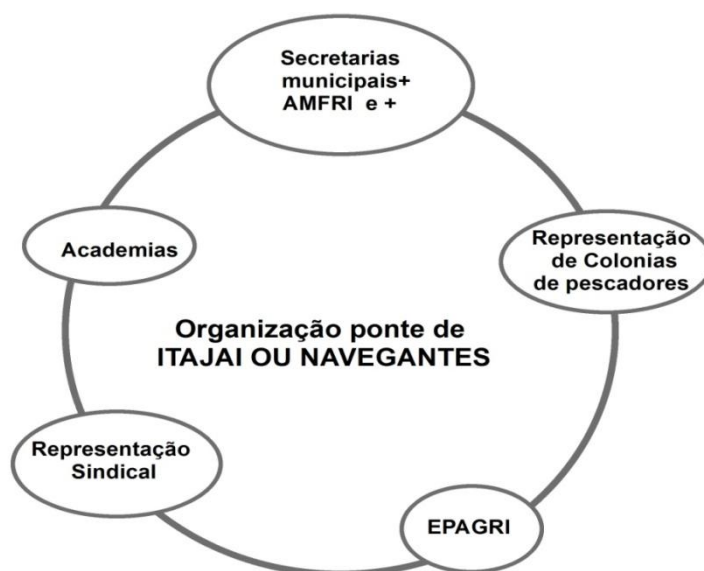 Secretarias
municipais+
AMFRI e +
Academias
Representação
de Colonias
de pescadores
Organização ponte de
ITAJAI OU NAVEGANTES
Representação
Sindical
EPAGRI